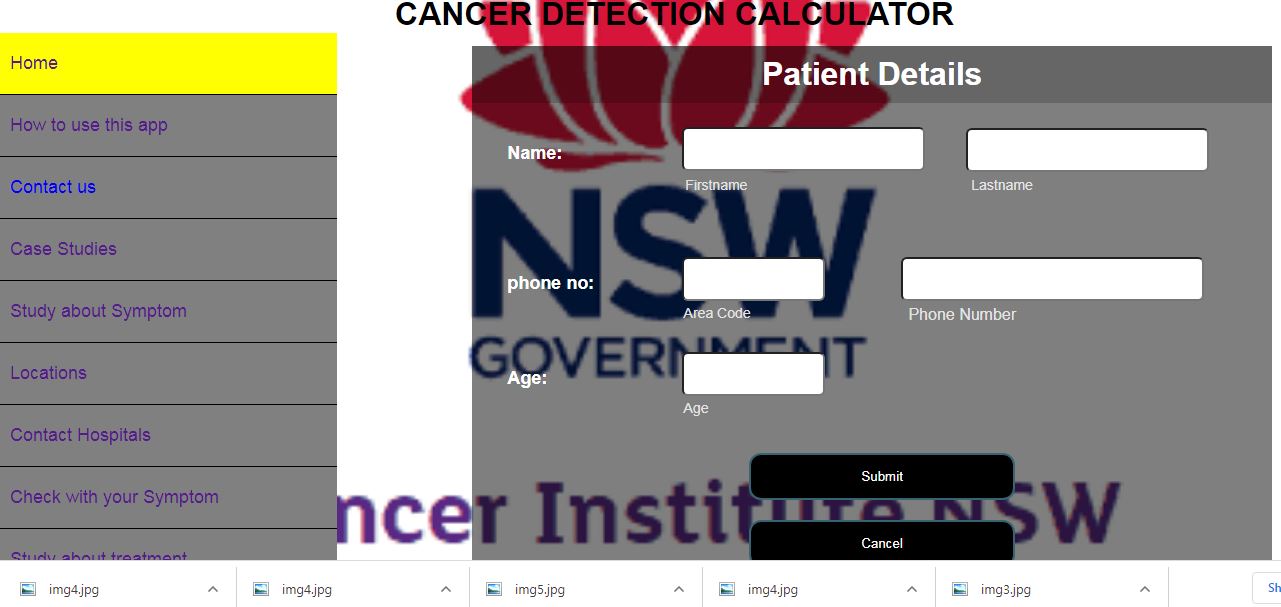 CANCER DETECTION CALCULATOR
Home
How to use this app
Contact us
Case Studies
Study about Symptom
Locations
Contact Hospitals
Check with your Symptom
Study about treatment
Patient Details
Name:
Firstname
Lastname
phone no:
Area Code
Phone Number
Age:
Age
Submit
Cancel
NSW
GOVERNMENT
ncer Institute NSW
img4.jpg
img4.jpg
img5.jpg
img4.jpg
img3.jpg
Sh